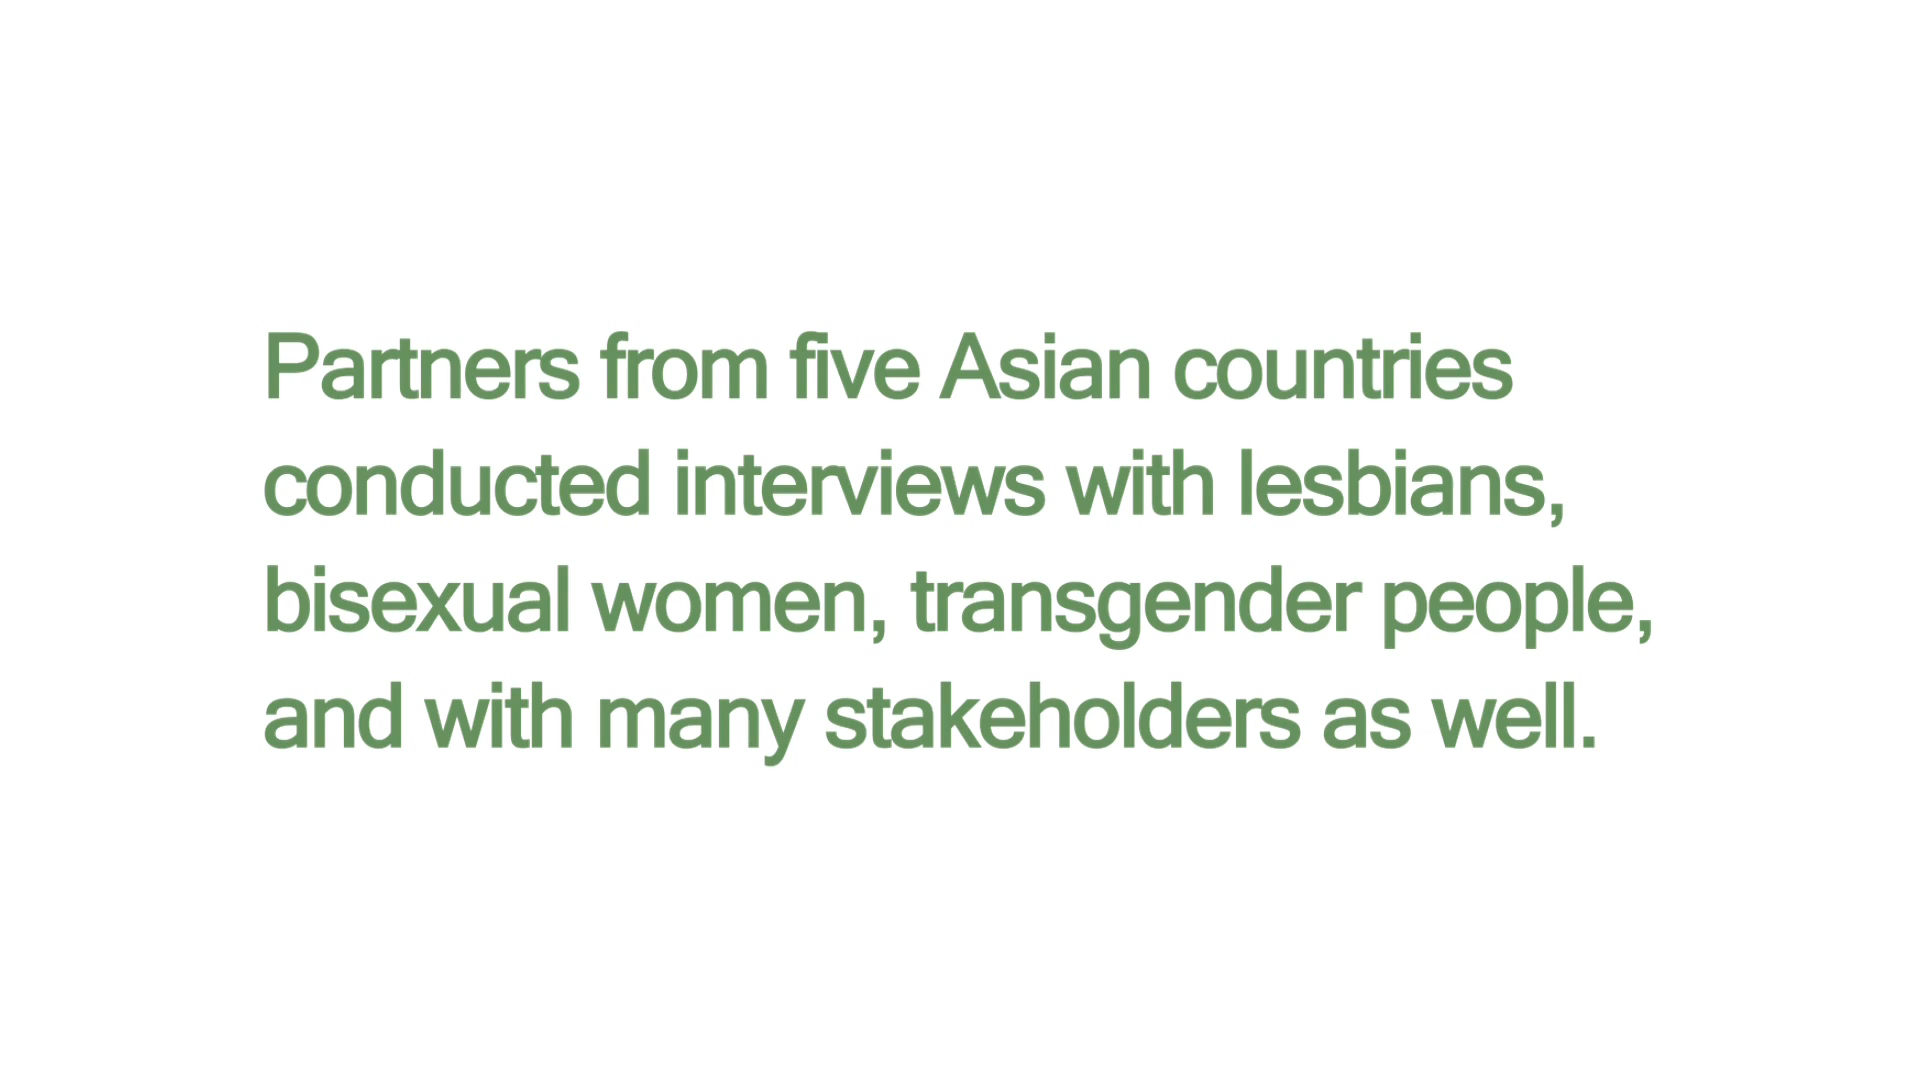 Partners from five Asian countries
conducted interviews with lesbians,
bisexual women, transgender people,
and with many stakeholders as well.